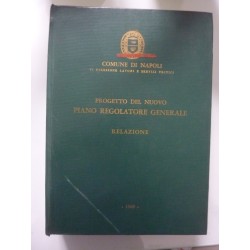 COMUNE DI NAPOLI
PROGETTO DEL NUOVO
PIANO REGOLATORE GENERALE
RELAZIONE